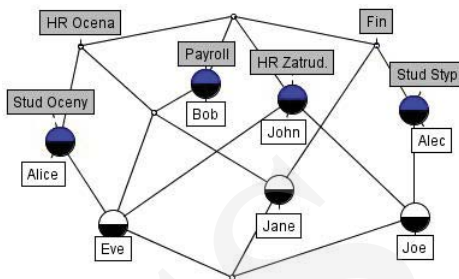 HR Ocena
Fin
Payroll
HR Zatrud.
Stud Styp
Stud Oceny
Bob
John
Alec
Alice
Jane
Eve
Joe